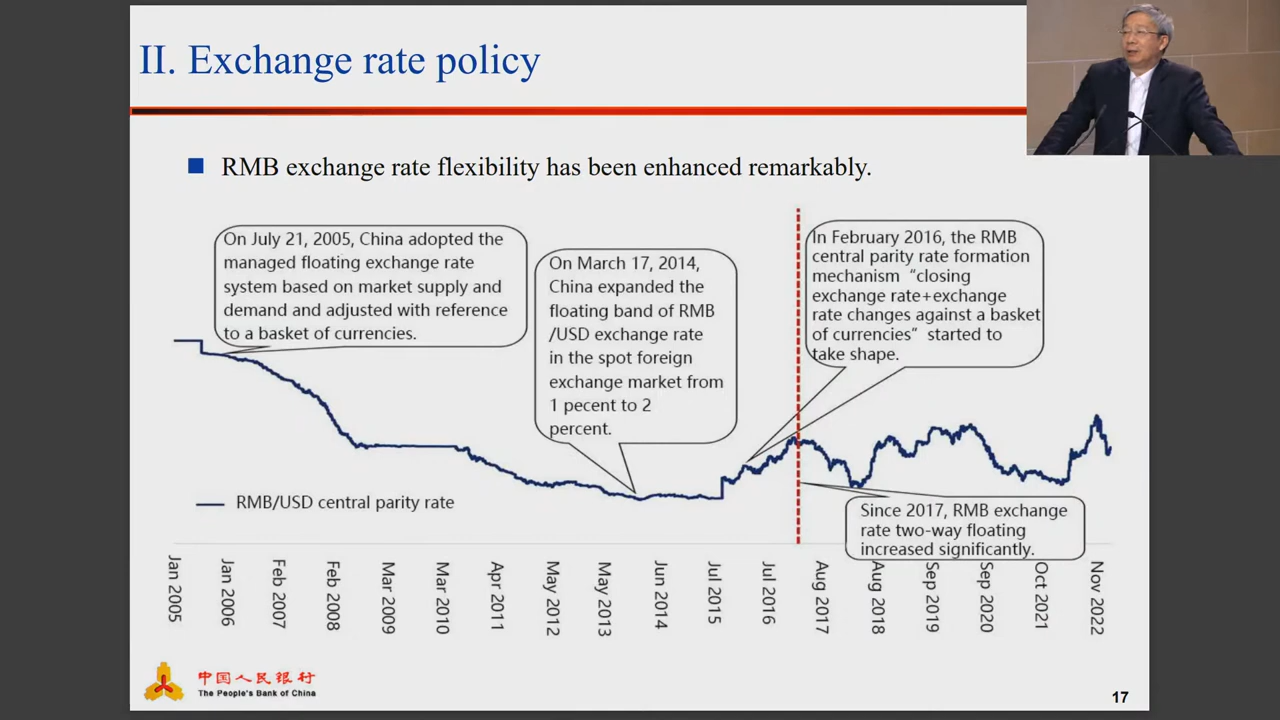 II. Exchange rate policy
RMB exchange rate flexibility has been enhanced remarkably.
On July 21, 2005, China adopted the
managed floating exchange rate
system based on market supply and
demand and adjusted with reference
to a basket of currencies.
On March 17, 2014,
China expanded the
floating band of RMB
/USD exchange rate
in the spot foreign
exchange market from
1 pecent to 2
percent.
In February 2016, the RMB
central parity rate formation
mechanism “closing
exchange rate+exchange
rate changes against a basket
of currencies” started to
take shape.
RMB/USD central parity rate
Since 2017, RMB exchange
rate two-way floating
increased significantly.
Jan 2005
Jan 2006
Feb 2007
Feb 2008
Mar 2009
Mar 2010
Apr 2011
May 2012
May 2013
Jun 2014
Jul 2015
Jul 2016
Aug 2017
Aug 2018
Sep 2019
Sep 2020
Oct 2021
Nov 2022
中国人民银行
The People's Bank of China
17